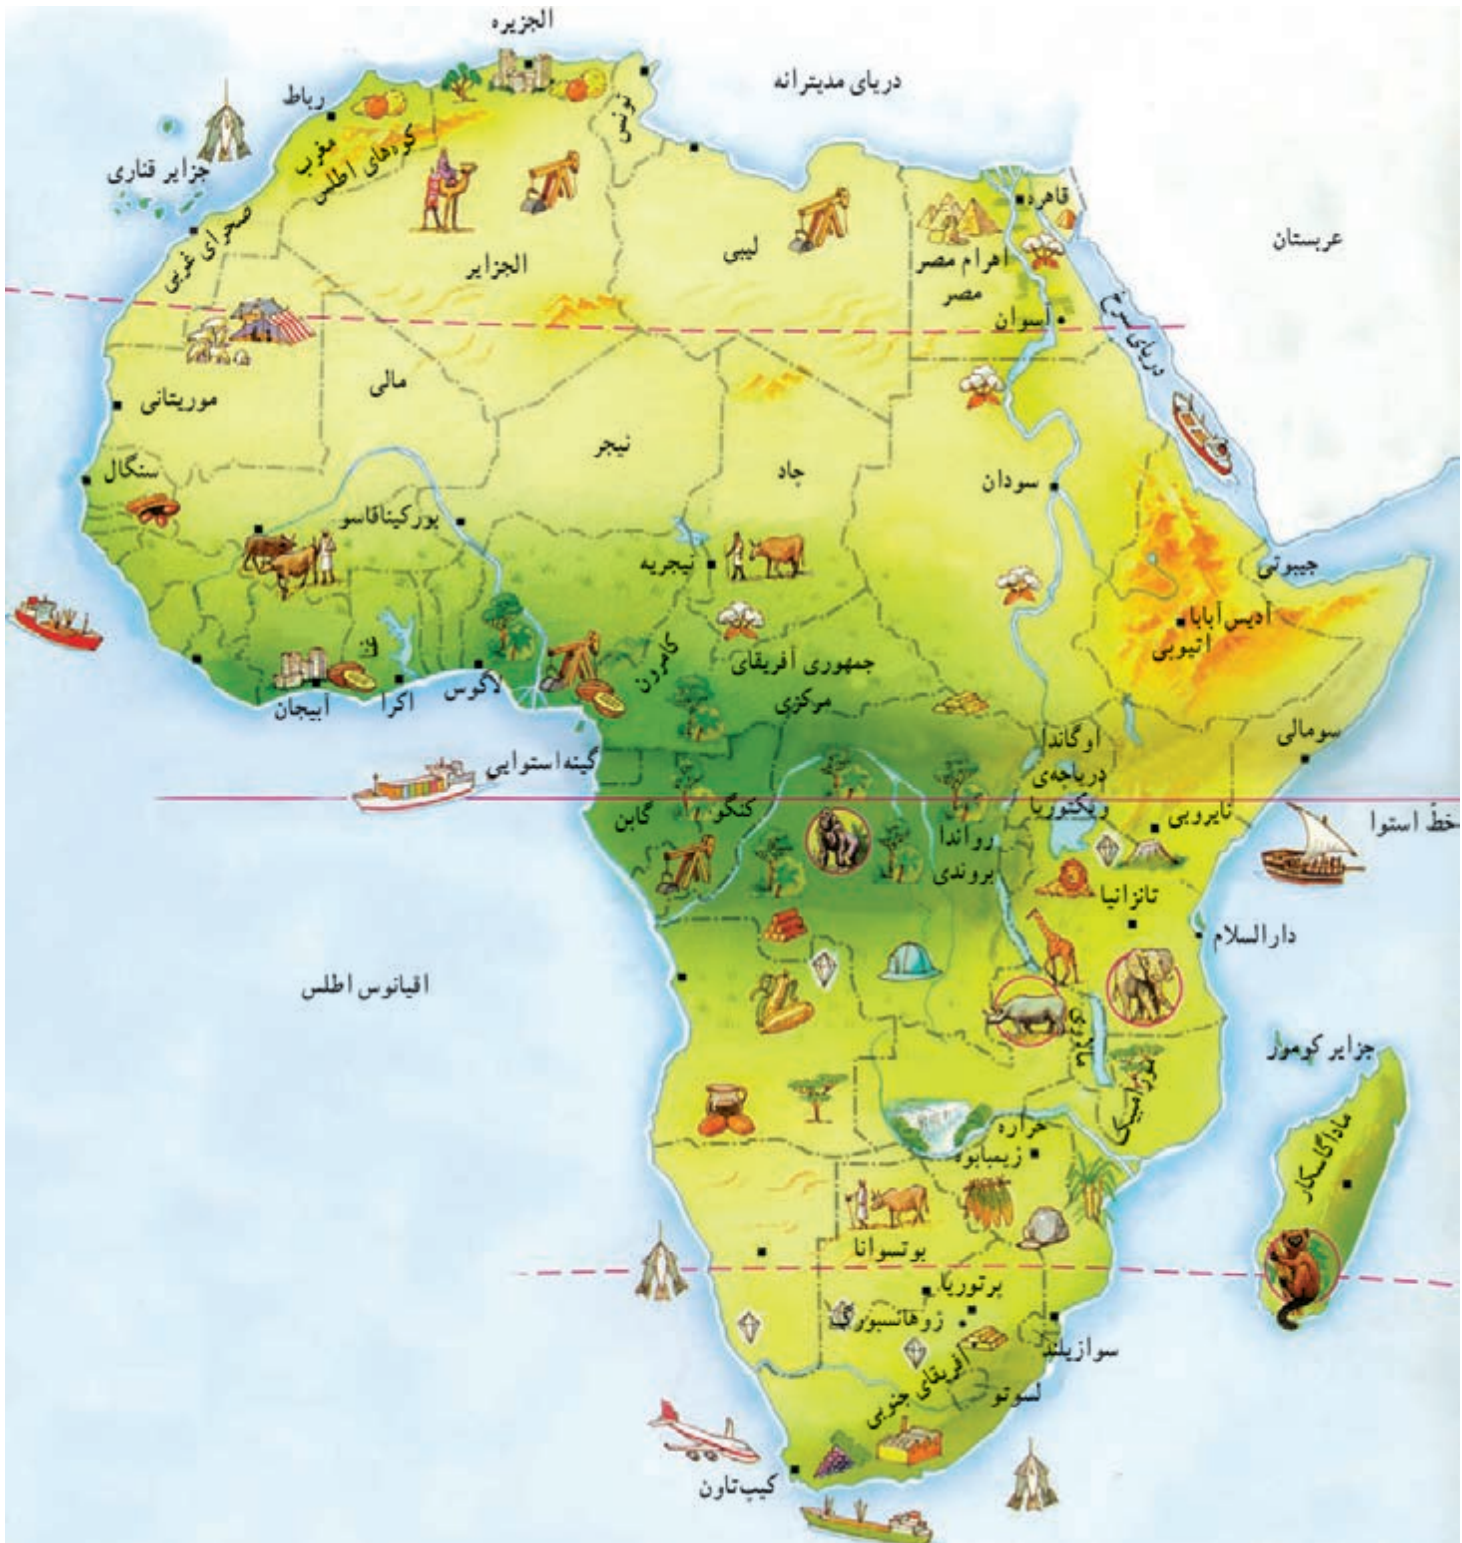 الجزیره
دریای مدیترانه
رباط
تونس
مغرب
کوه‌های اطلس
جزایر قناری
صحرای غربی
قاهره
عربستان
لیبی
الجزایر
اهرام مصر
مصر
اسوان
دریای سرخ
مالی
موریتانی
نیجر
چاد
سنگال
سودان
بورکینافاسو
نیجریه
جیبوتی
آدیس‌آبابا
اتیوپی
غنا
کامرون
جمهوری آفریقای
مرکزی
لاگوس
اکرا
آبیجان
سومالی
اوگاندا
گینه استوایی
دریاچه‌ی
ویکتوریا
گابن
کنگو
نایروبی
خطّ استوا
رواندا
بروندی
تانزانیا
دارالسلام
اقیانوس اطلس
مالاوی
جزایر کومور
موزامبیک
ماداگاسکار
حراره
زیمبابوه
بوتسوانا
پرتوریا
ژوهانسبورگ
سوازیلند
آفریقای جنوبی
لسوتو
کیپ‌تاون